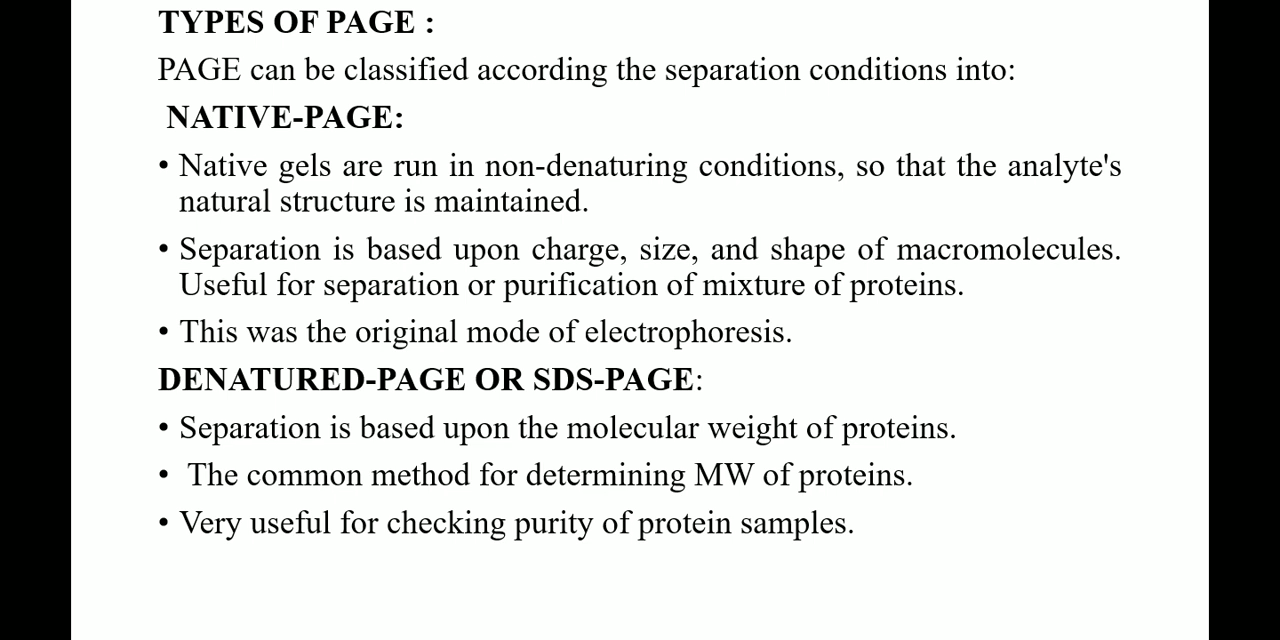 TYPES OF PAGE :
PAGE can be classified according the separation conditions into:
NATIVE-PAGE:
• Native gels are run in non-denaturing conditions, so that the analyte's
natural structure is maintained.
• Separation is based upon charge, size, and shape of macromolecules.
Useful for separation or purification of mixture of proteins.
• This was the original mode of electrophoresis.
DENATURED-PAGE OR SDS-PAGE:
• Separation is based upon the molecular weight of proteins.
• The common method for determining MW of proteins.
• Very useful for checking purity of protein samples.